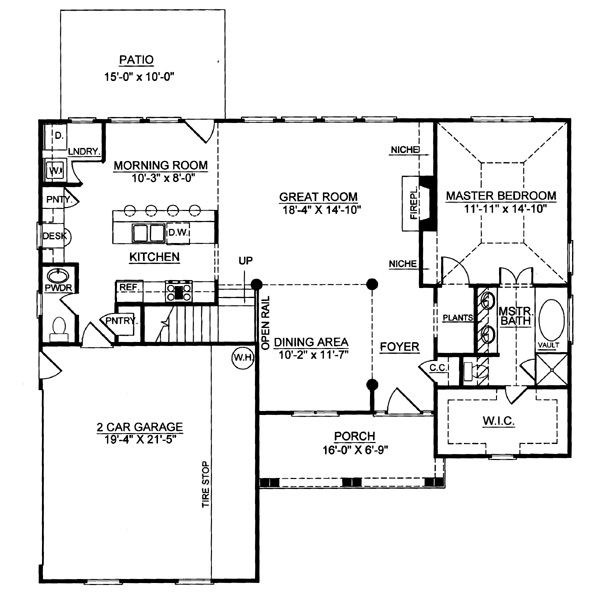 PATIO
15'-0" x 10'-0"
D.
LNDRY.
W.
MORNING ROOM
10'-3" x 8'-0"
NICHE
PNTY.
GREAT ROOM
18'-4" X 14'-10"
FIREPL.
MASTER BEDROOM
11'-11" x 14'-10"
DESK
D.W.
KITCHEN
UP
NICHE
PWDR.
REF.
OPEN RAIL
PNTRY.
PLANTS
MSTR.
BATH
VAULT
DINING AREA
10'-2" x 11'-7"
FOYER
W.H.
C.C.
2 CAR GARAGE
19'-4" X 21'-5"
W.I.C.
PORCH
16'-0" X 6'-9"
TIRE STOP